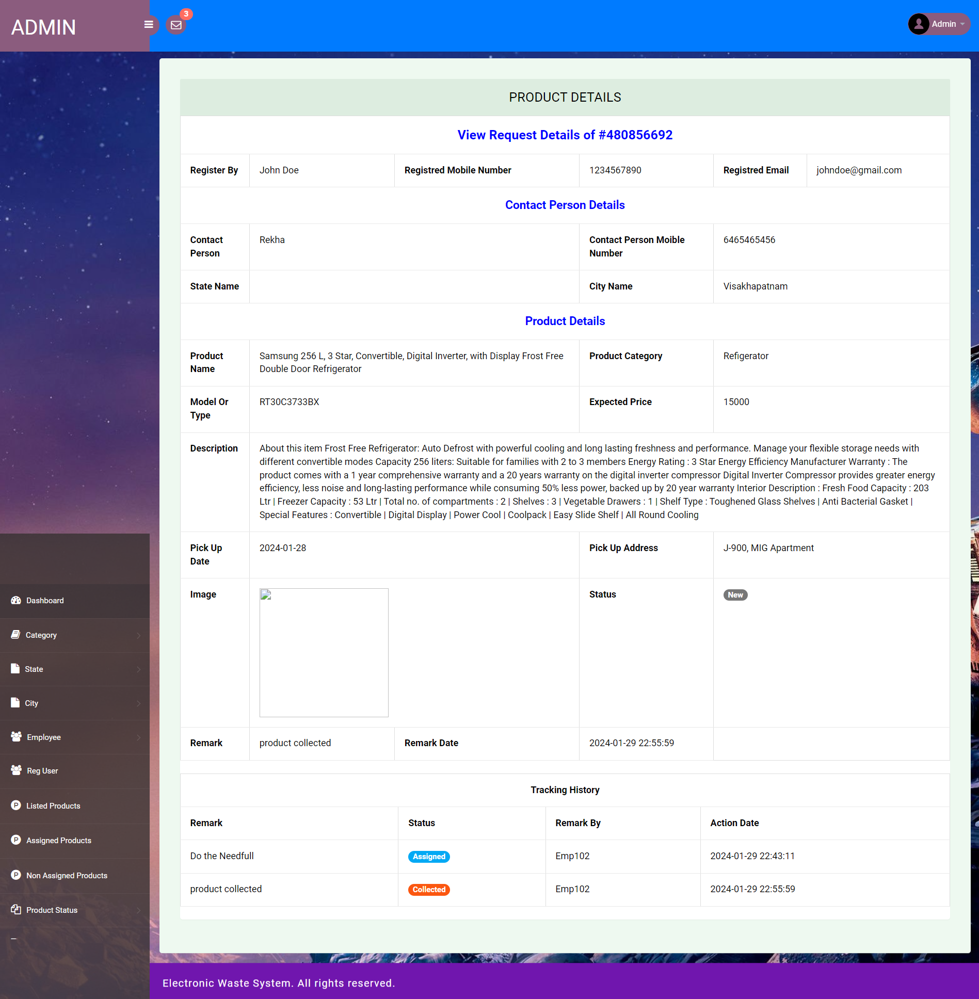 ADMIN
3
Admin
PRODUCT DETAILS
View Request Details of #480856692
Register By John Doe Registred Mobile Number 1234567890 Registred Email johndoe@gmail.com
Contact Person Details
Contact Person Rekha Contact Person Moible Number 6465465456
State Name City Name Visakhapatnam
Product Details
Product Name Samsung 256 L, 3 Star, Convertible, Digital Inverter, with Display Frost Free
Double Door Refrigerator Product Category Refigerator
Model Or Type RT30C3733BX Expected Price 15000
Description About this item Frost Free Refrigerator: Auto Defrost with powerful cooling and long lasting freshness and performance. Manage your flexible storage needs with
different convertible modes Capacity 256 liters: Suitable for families with 2 to 3 members Energy Rating : 3 Star Energy Efficiency Manufacturer Warranty : The
product comes with a 1 year comprehensive warranty and a 20 years warranty on the digital inverter compressor Digital Inverter Compressor provides greater energy
efficiency, less noise and long-lasting performance while consuming 50% less power, backed up by 20 year warranty Interior Description : Fresh Food Capacity : 203
Ltr | Freezer Capacity : 53 Ltr | Total no. of compartments : 2 | Shelves : 3 | Vegetable Drawers : 1 | Shelf Type : Toughened Glass Shelves | Anti Bacterial Gasket |
Special Features : Convertible | Digital Display | Power Cool | Coolpack | Easy Slide Shelf | All Round Cooling
Pick Up Date 2024-01-28 Pick Up Address J-900, MIG Apartment
Image Status New
Remark product collected Remark Date 2024-01-29 22:55:59
Tracking History
Remark Status Remark By Action Date
Do the Needfull Assigned Emp102 2024-01-29 22:43:11
product collected Collected Emp102 2024-01-29 22:55:59
Dashboard
Category
State
City
Employee
Reg User
Listed Products
Assigned Products
Non Assigned Products
Product Status
Electronic Waste System. All rights reserved.